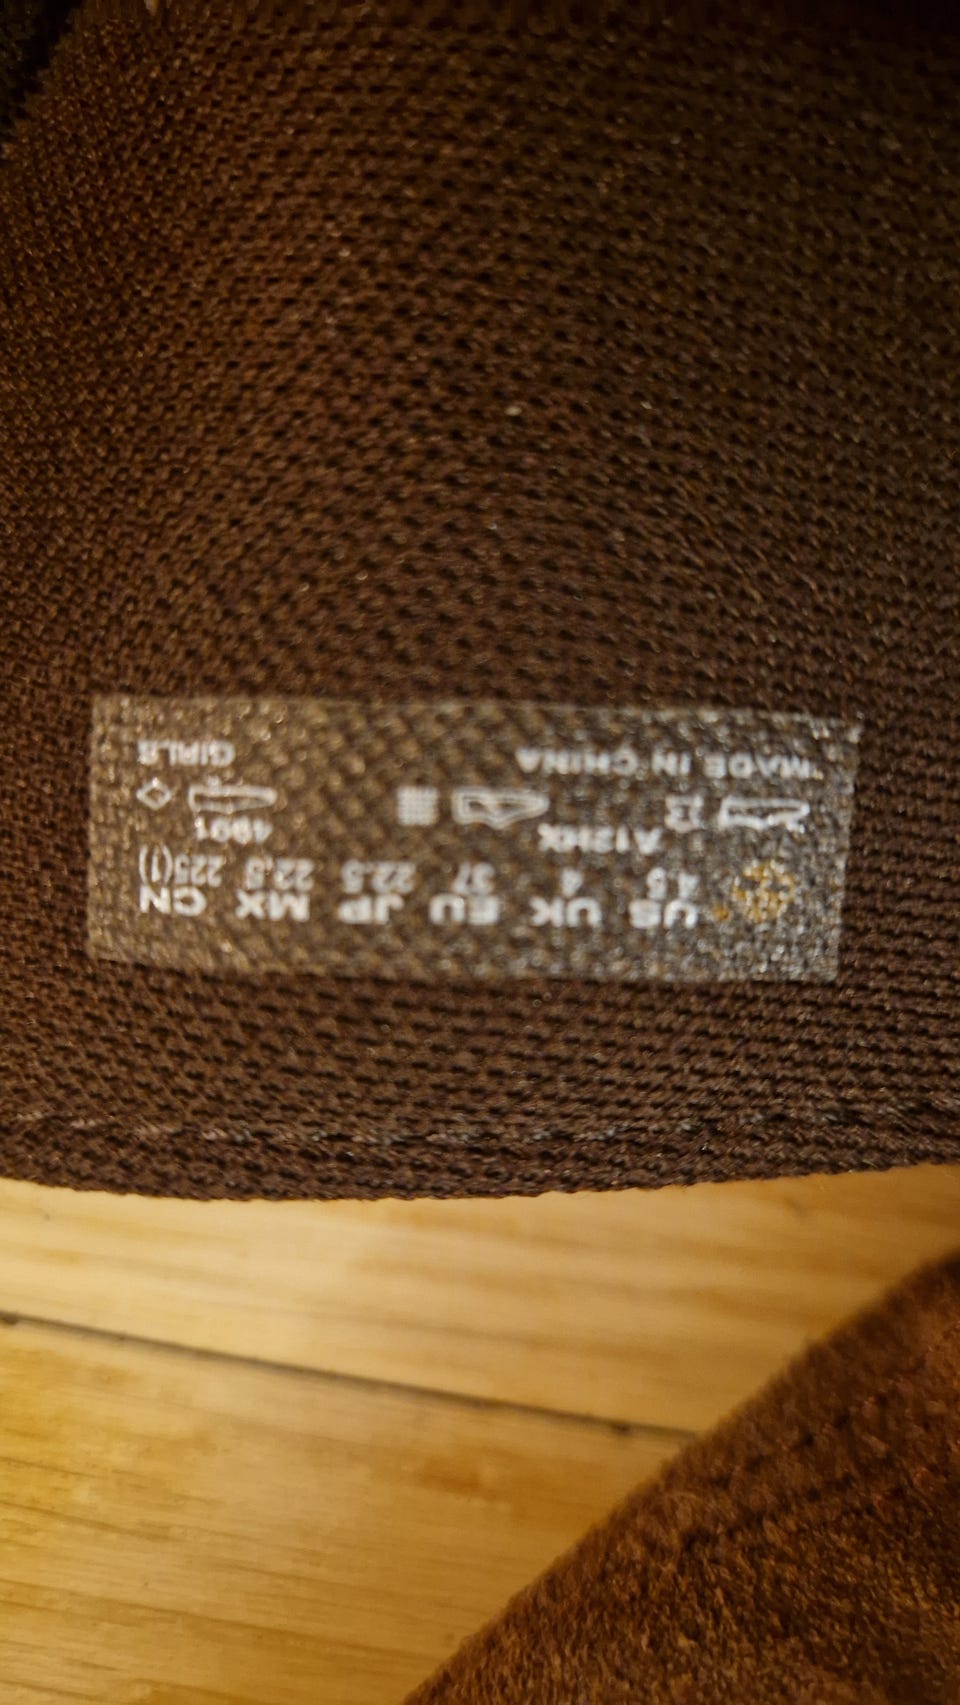 US UK EU JP MX CN
4.5 4 37 22.5 22.5 225(1)
4991
MADE IN CHINA GIRLS